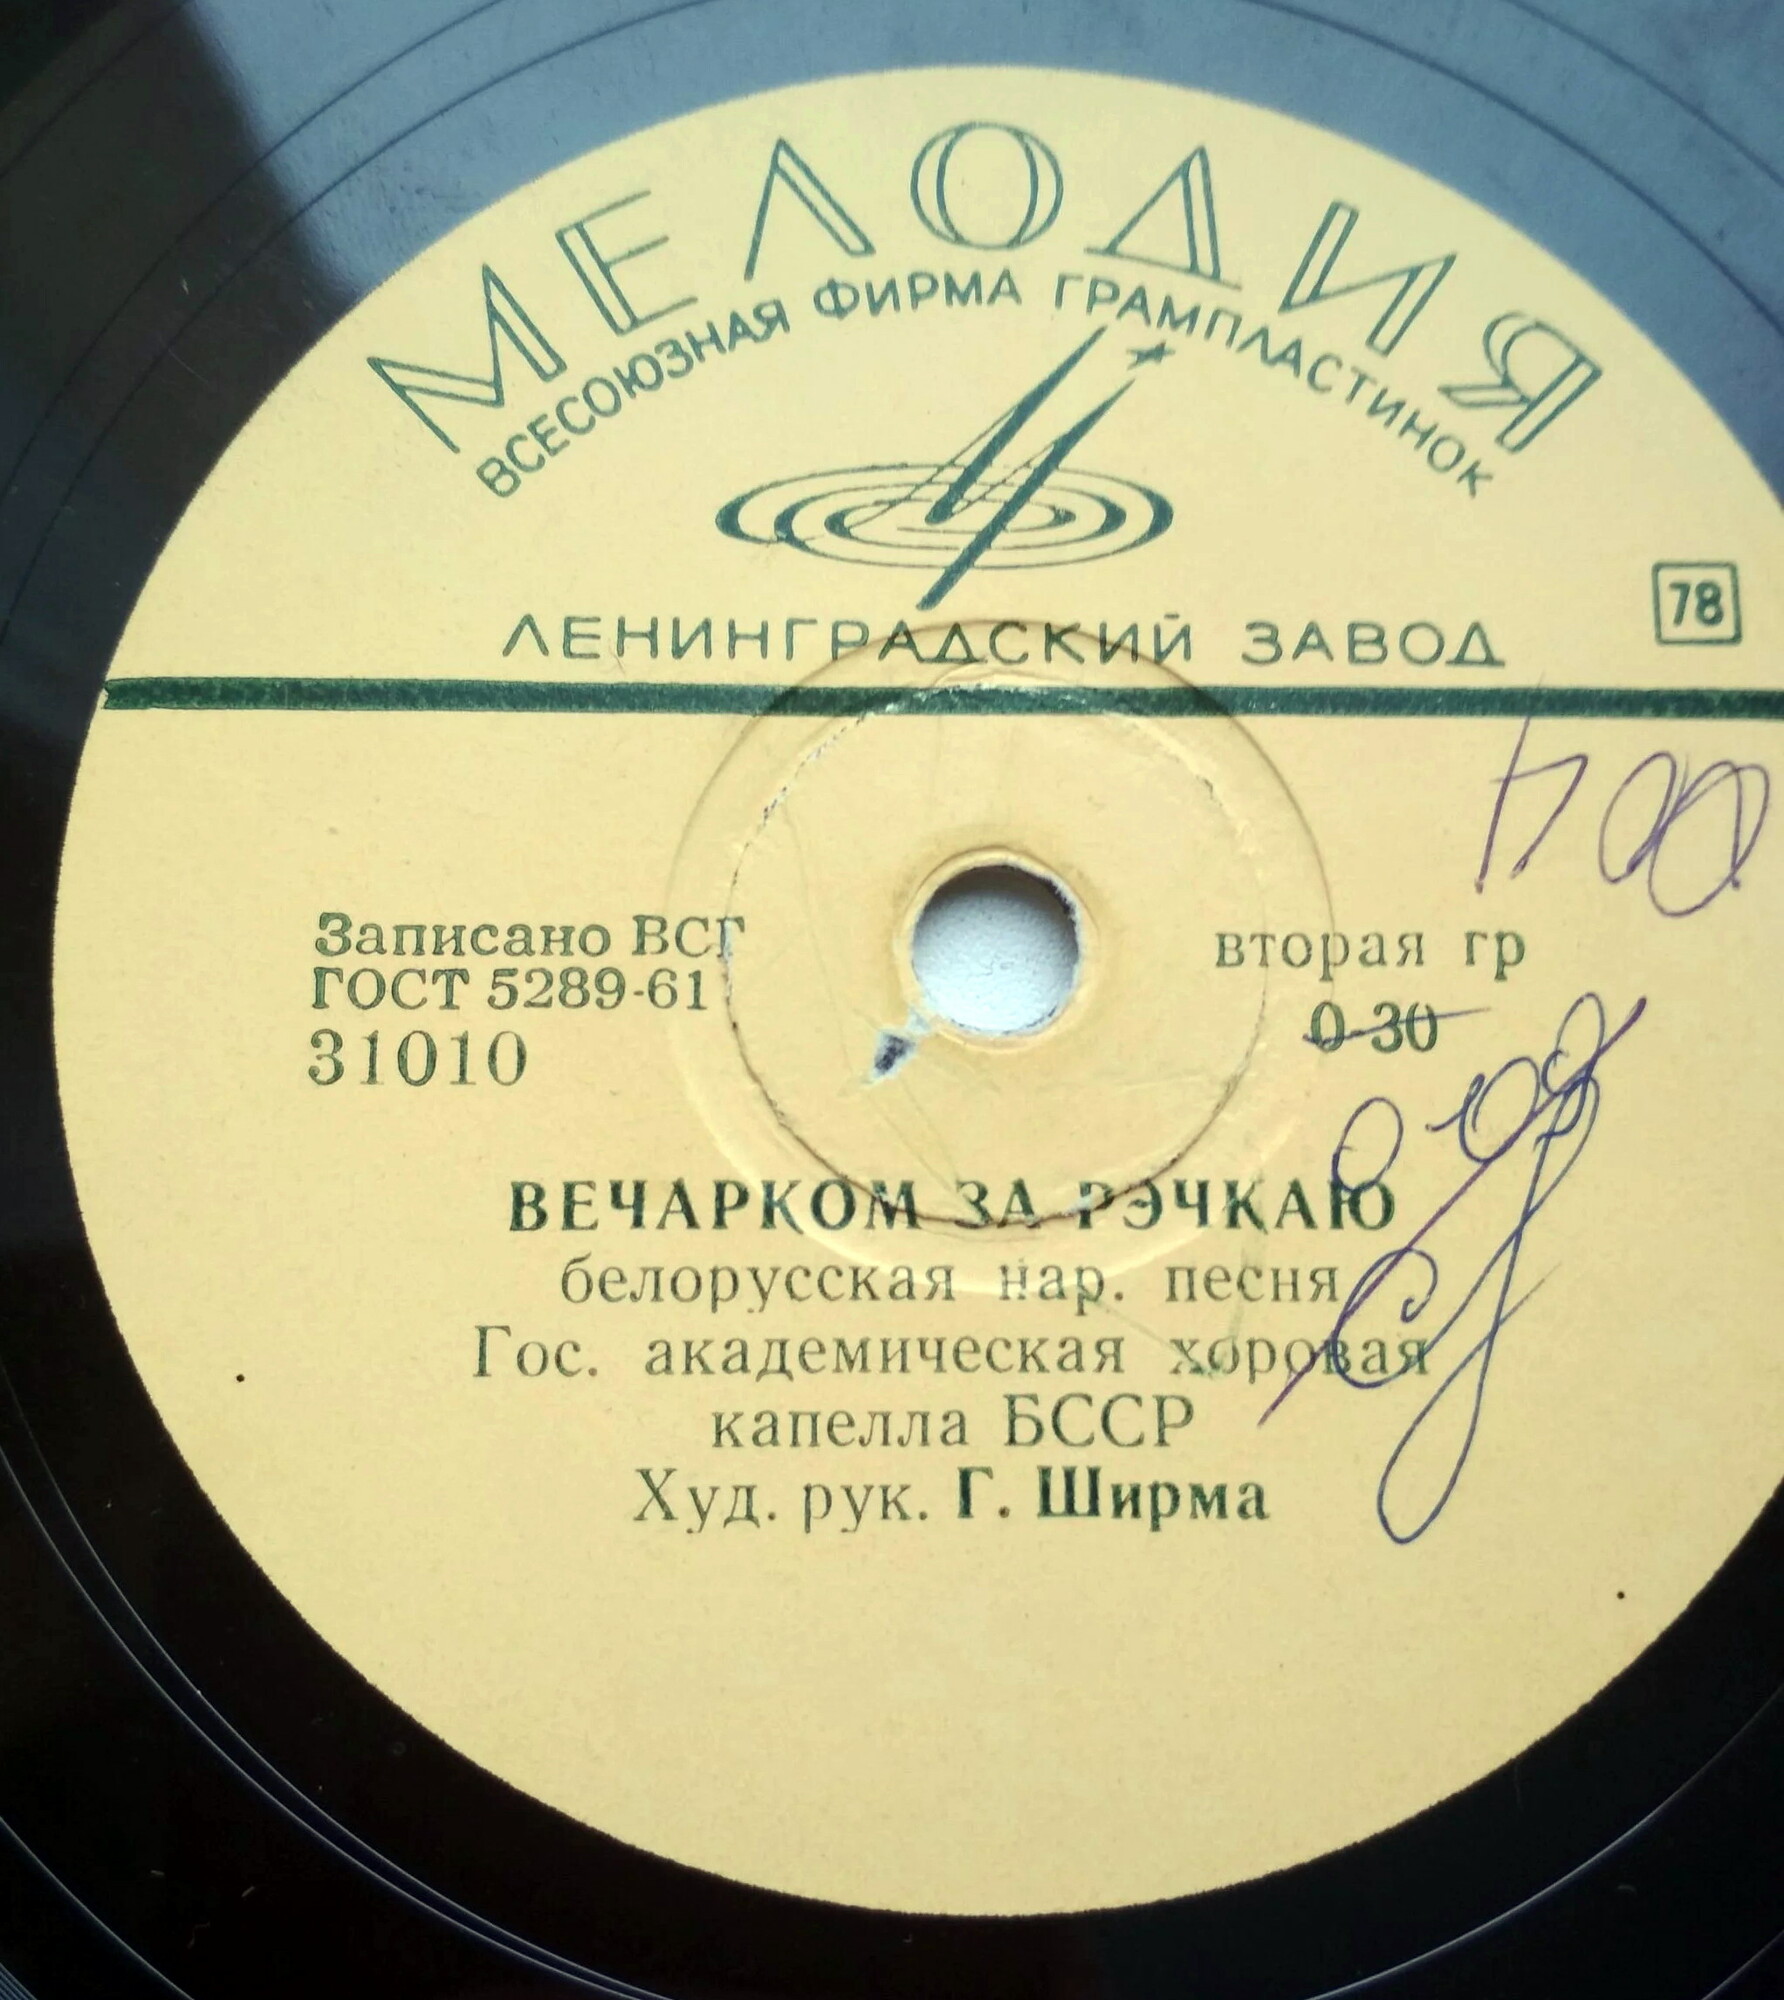 МЕЛОДИЯ
ВСЕСОЮЗНАЯ ФИРМА ГРАМПЛАСТИНОК
ЛЕНИНГРАДСКИЙ ЗАВОД
78
Записано ВСГ
ГОСТ 5289-61
31010
вторая гр
0-30
ВЕЧАРКОМ ЗА РЭЧКАЮ
белорусская нар. песня
Гос. академическая хоровая
капелла БССР
Худ. рук. Г. Ширма